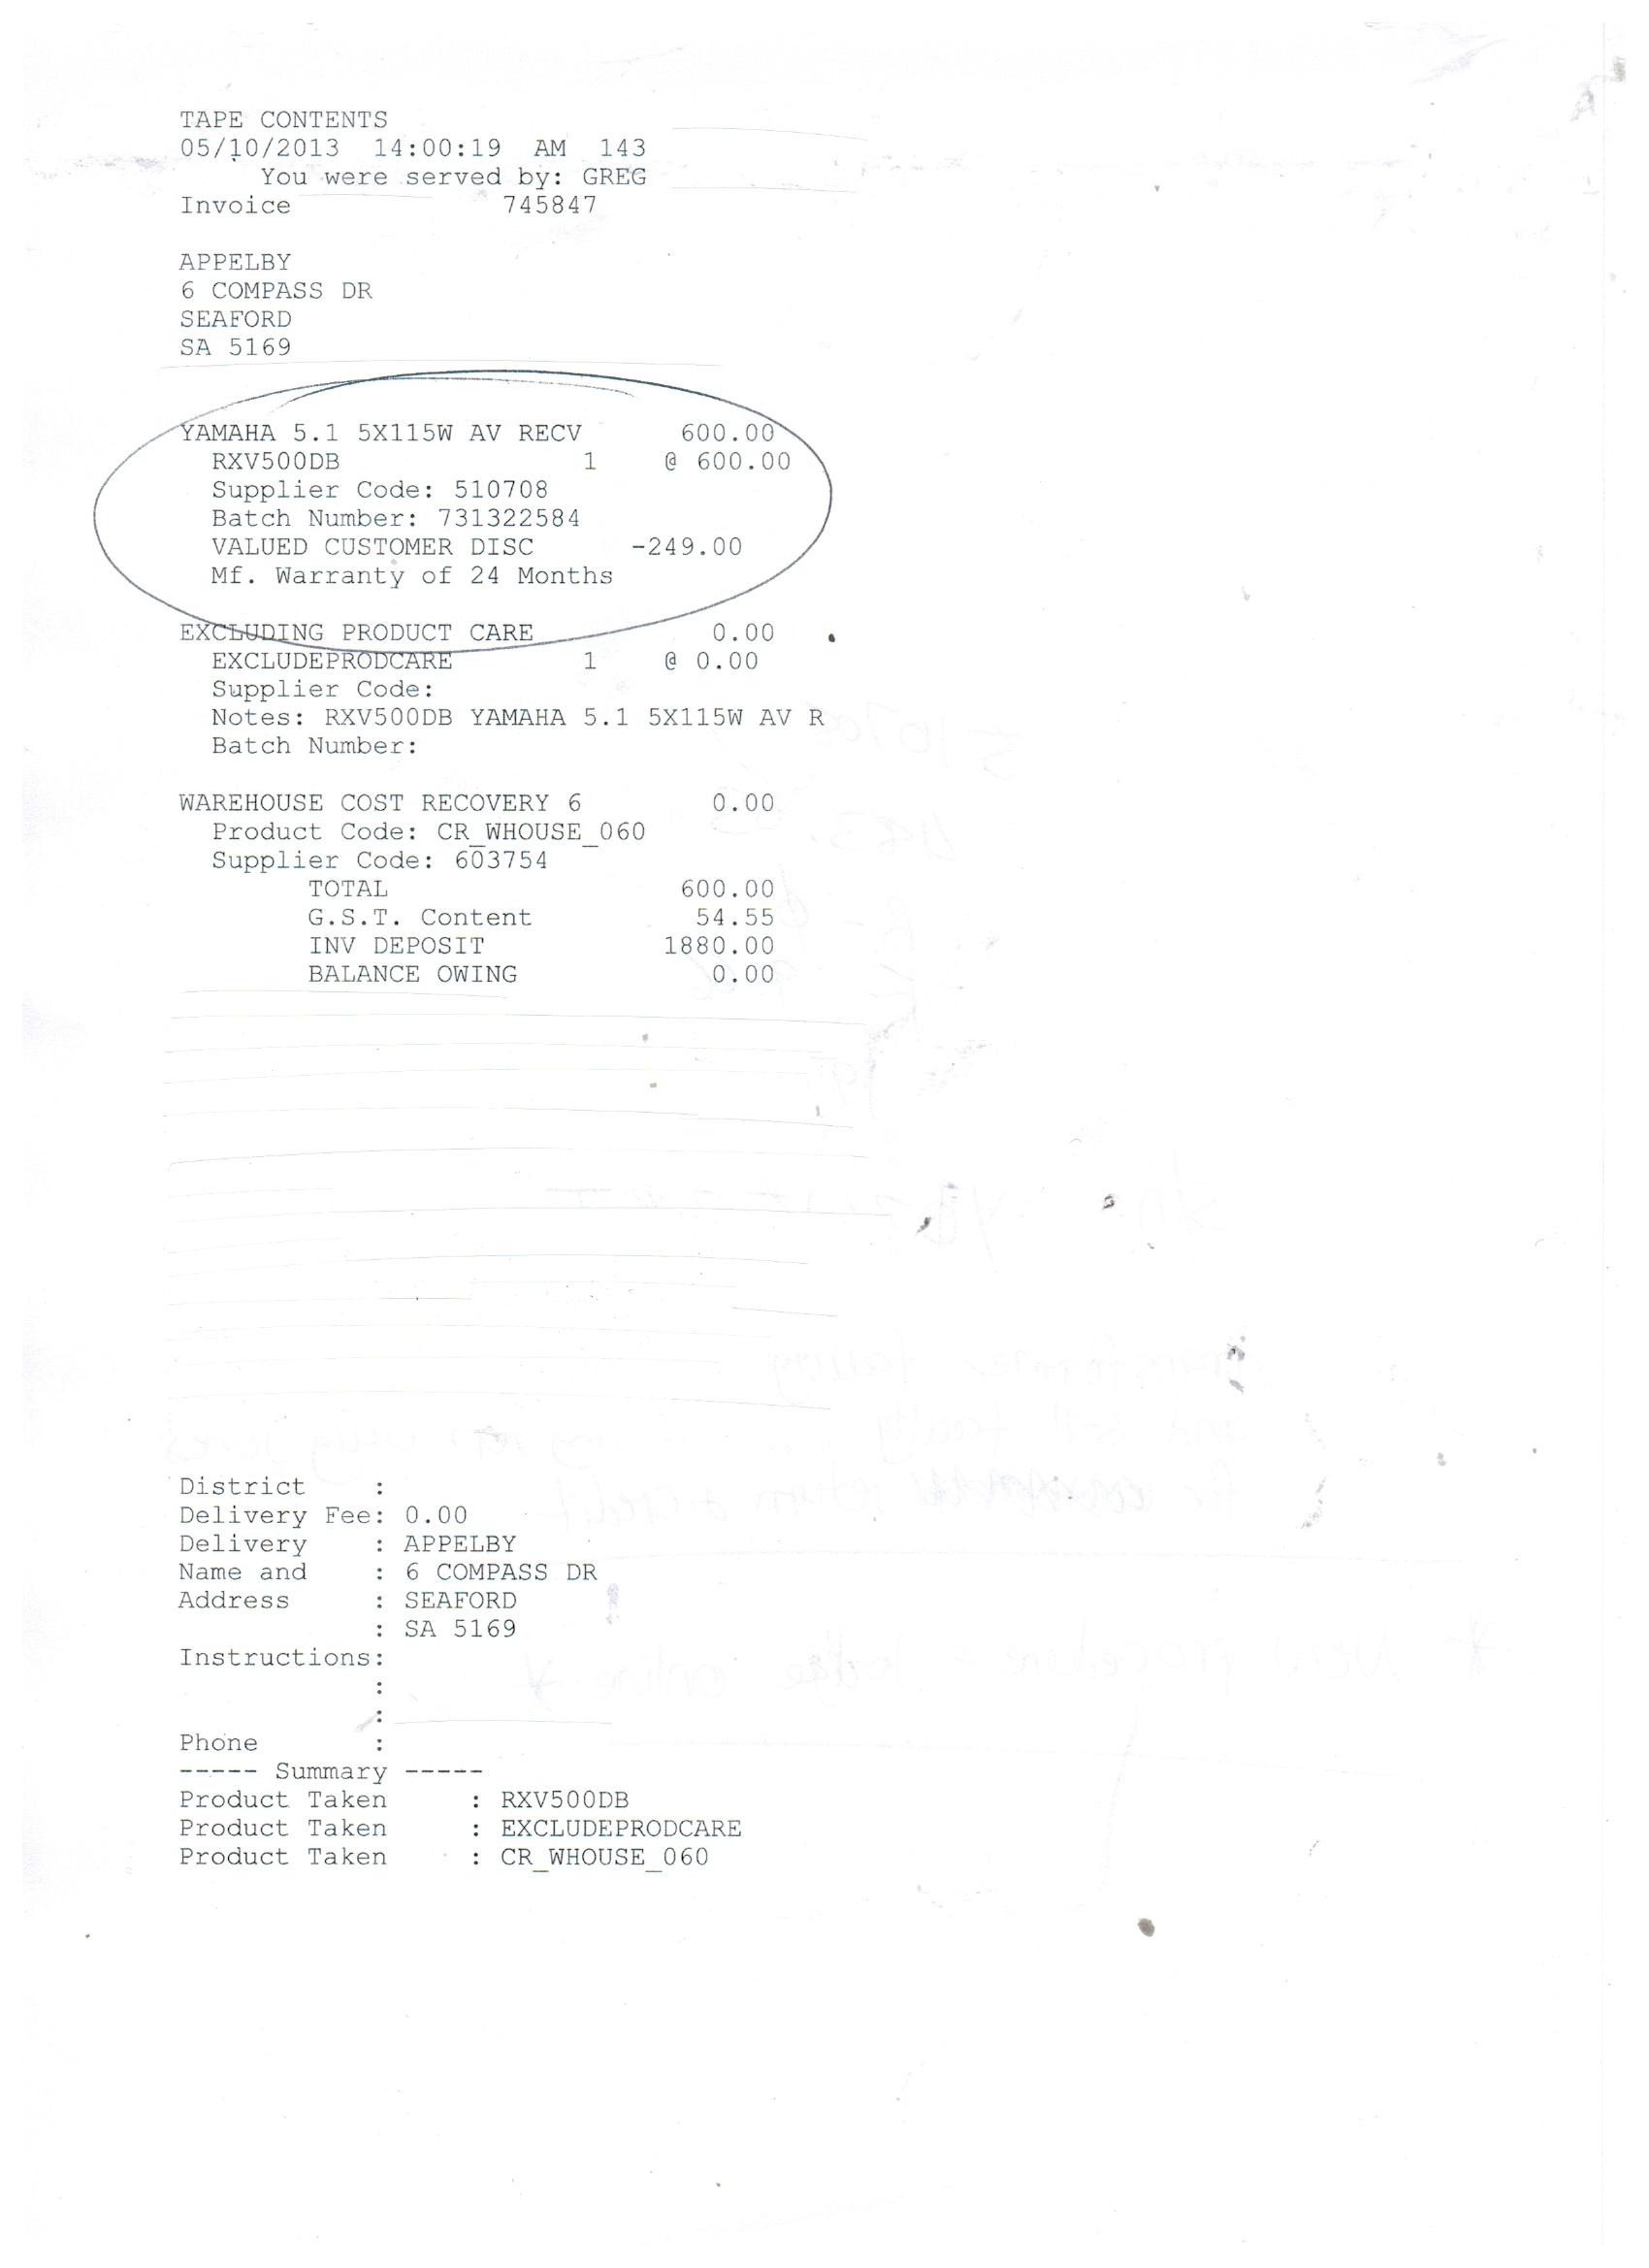 TAPE CONTENTS
05/10/2013 14:00:19 AM 143
You were served by: GREG
Invoice 745847
APPELBY
6 COMPASS DR
SEAFORD
SA 5169
YAMAHA 5.1 5X115W AV RECV 600.00
RXV500DB 1 @ 600.00
Supplier Code: 510708
Batch Number: 731322584
VALUED CUSTOMER DISC -249.00
Mf. Warranty of 24 Months
EXCLUDING PRODUCT CARE 0.00
EXCLUDEPRODCARE 1 @ 0.00
Supplier Code:
Notes: RXV500DB YAMAHA 5.1 5X115W AV R
Batch Number:
WAREHOUSE COST RECOVERY 6 0.00
Product Code: CR_WHOUSE_060
Supplier Code: 603754
TOTAL 600.00
G.S.T. Content 54.55
INV DEPOSIT 1880.00
BALANCE OWING 0.00
District :
Delivery Fee: 0.00
Delivery : APPELBY
Name and : 6 COMPASS DR
Address : SEAFORD
: SA 5169
Instructions:
:
:
Phone :
----- Summary -----
Product Taken : RXV500DB
Product Taken : EXCLUDEPRODCARE
Product Taken : CR_WHOUSE_060